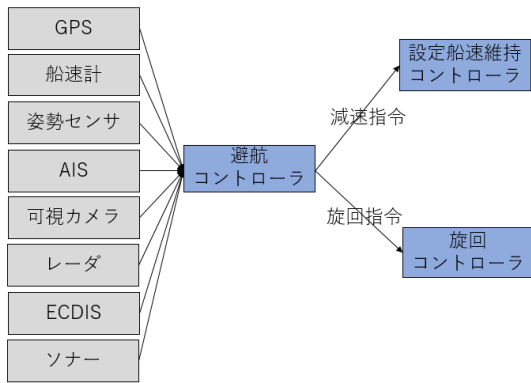 GPS
船速計
姿勢センサ
AIS
可視カメラ
レーダ
ECDIS
ソナー
避航
コントローラ
減速指令
旋回指令
設定船速維持
コントローラ
旋回
コントローラ